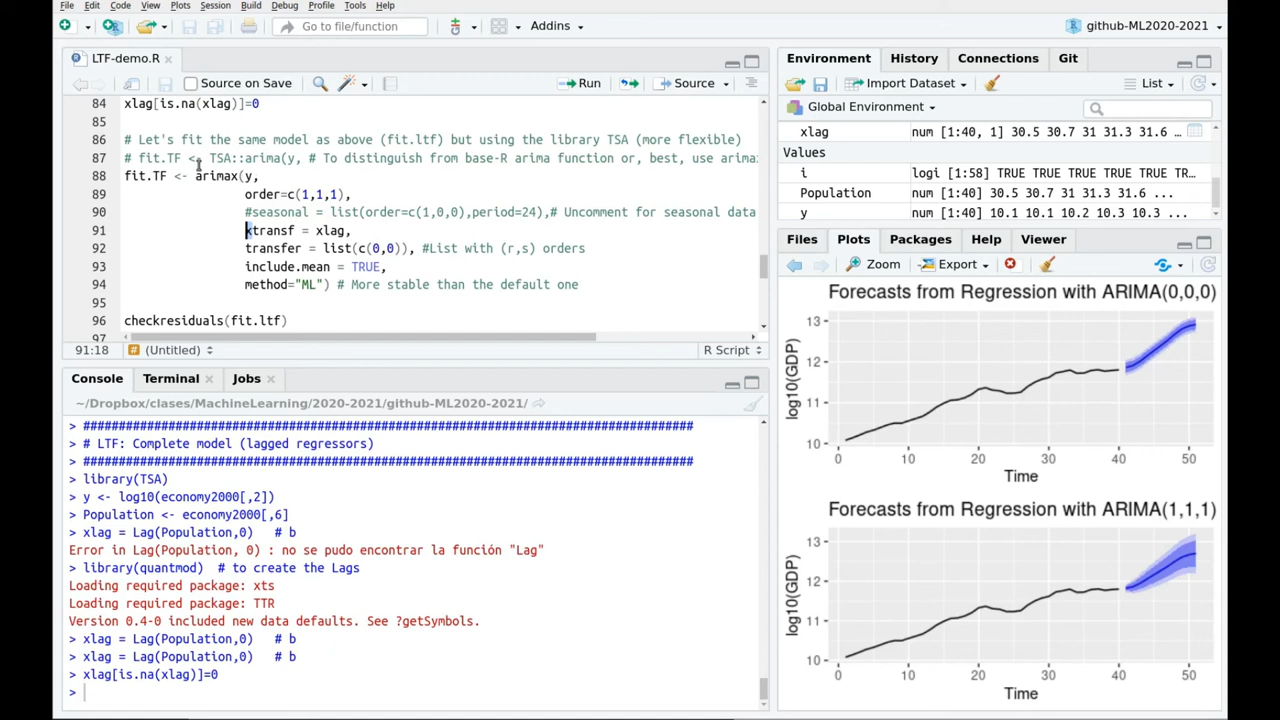 File Edit Code View Plots Session Build Debug Profile Tools Help
Go to file/function
Addins
github-ML2020-2021
LTF-demo.R
Source on Save
Run
Source
84 xlag[is.na(xlag)]=0
85
86 # Let's fit the same model as above (fit.ltf) but using the library TSA (more flexible)
87 # fit.TF <- TSA::arima(y, # To distinguish from base-R arima function or, best, use arima
88 fit.TF <- arimax(y,
89 order=c(1,1,1),
90 #seasonal = list(order=c(1,0,0),period=24),# Uncomment for seasonal data
91 xtransf = xlag,
92 transfer = list(c(0,0)), #List with (r,s) orders
93 include.mean = TRUE,
94 method="ML") # More stable than the default one
95
96 checkresiduals(fit.ltf)
97
91:18 # (Untitled) R Script
Console Terminal Jobs
~/Dropbox/clases/MachineLearning/2020-2021/github-ML2020-2021/
> ################################################################################
> # LTF: Complete model (lagged regressors)
> ################################################################################
> library(TSA)
> y <- log10(economy2000[,2])
> Population <- economy2000[,6]
> xlag = Lag(Population,0) # b
Error in Lag(Population, 0) : no se pudo encontrar la función "Lag"
> library(quantmod) # to create the Lags
Loading required package: xts
Loading required package: TTR
Version 0.4-0 included new data defaults. See ?getSymbols.
> xlag = Lag(Population,0) # b
> xlag = Lag(Population,0) # b
> xlag[is.na(xlag)]=0
>
Environment History Connections Git
Import Dataset
List
Global Environment
xlag num [1:40, 1] 30.5 30.7 31 31.3 31.6 …
Values
i logi [1:58] TRUE TRUE TRUE TRUE TR…
Population num [1:40] 30.5 30.7 31 31.3 31.6 ...
y num [1:40] 10.1 10.1 10.2 10.3 10.3 ...
Files Plots Packages Help Viewer
Zoom Export
Forecasts from Regression with ARIMA(0,0,0)
13
12
11
10
log10(GDP)
0 10 20 30 40 50
Time
Forecasts from Regression with ARIMA(1,1,1)
13
12
11
10
log10(GDP)
0 10 20 30 40 50
Time